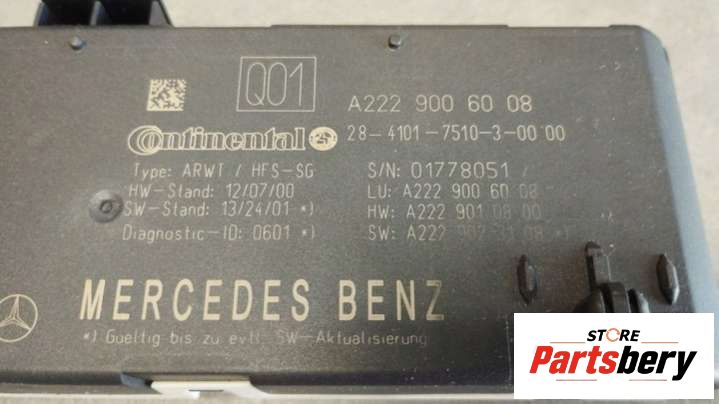 Q01
A222 900 60 08
Continental
28-4101-7510-3-00 00
Type: ARWT / HFS-SG
S/N: 01778051
HW-Stand: 12/07/00
LU: A222 900 60 08
SW-Stand: 13/24/01 *)
HW: A222 901 08 00
Diagnostic-ID: 0601 *)
SW: A222
MERCEDES BENZ
*) Gueltig bis zu evtl. SW-Aktualisierung
STORE
Partsbery